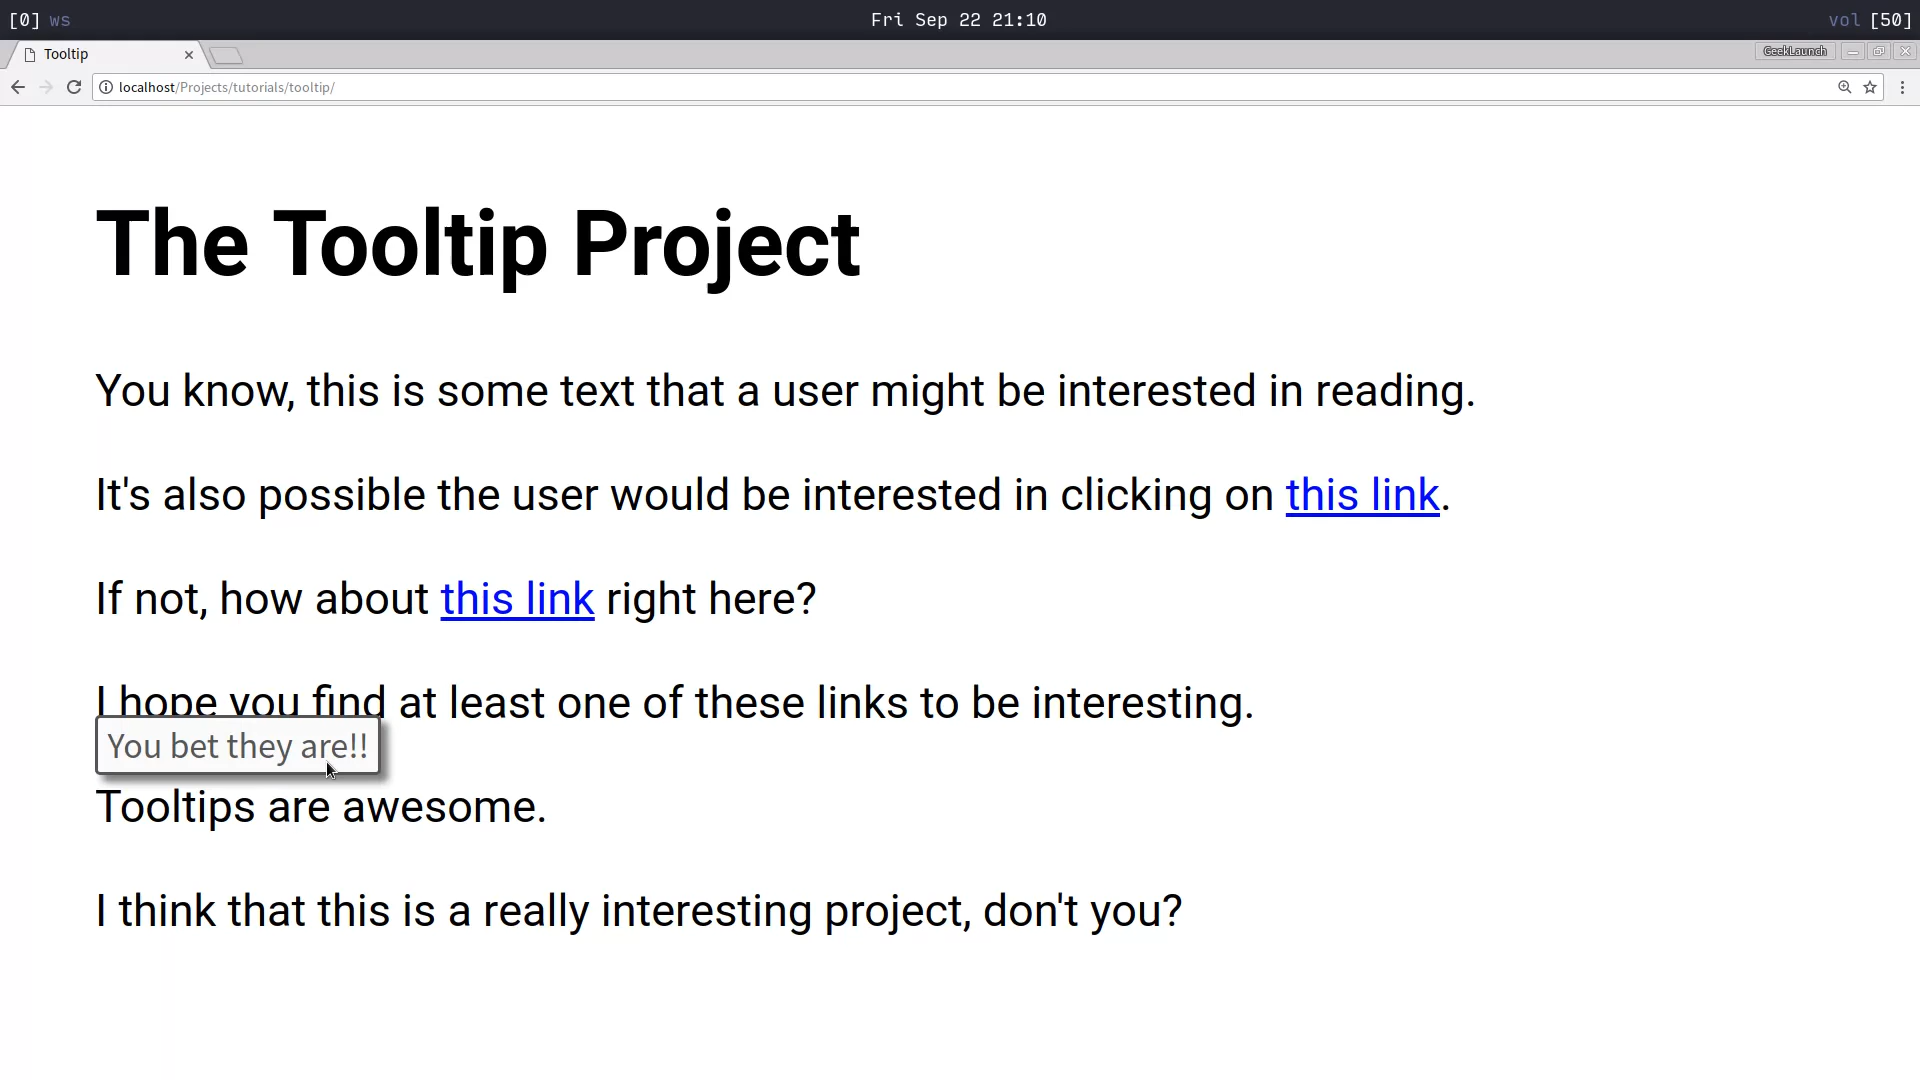 [0] ws
Fri Sep 22 21:10
vol [50]
Tooltip
GeekLaunch
localhost/Projects/tutorials/tooltip/
The Tooltip Project
You know, this is some text that a user might be interested in reading.
It's also possible the user would be interested in clicking on this link.
If not, how about this link right here?
I hope you find at least one of these links to be interesting.
You bet they are!!
Tooltips are awesome.
I think that this is a really interesting project, don't you?